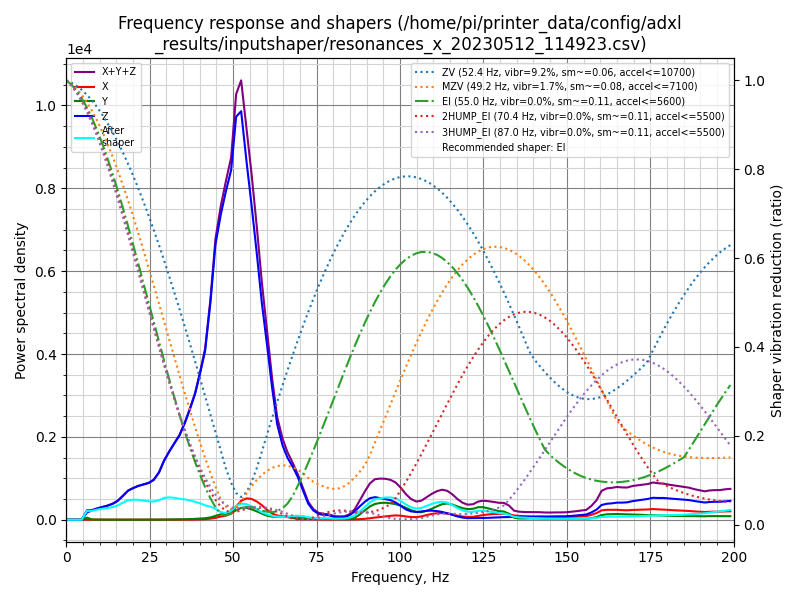 Frequency response and shapers (/home/pi/printer_data/config/adxl
_results/inputshaper/resonances_x_20230512_114923.csv)
1e4
X+Y+Z
X
Y
Z
After
shaper
ZV (52.4 Hz, vibr=9.2%, sm~=0.06, accel<=10700)
MZV (49.2 Hz, vibr=1.7%, sm~=0.08, accel<=7100)
EI (55.0 Hz, vibr=0.0%, sm~=0.11, accel<=5600)
2HUMP_EI (70.4 Hz, vibr=0.0%, sm~=0.11, accel<=5500)
3HUMP_EI (87.0 Hz, vibr=0.0%, sm~=0.11, accel<=5500)
Recommended shaper: EI
Power spectral density
1.0
0.8
0.6
0.4
0.2
0.0
Shaper vibration reduction (ratio)
1.0
0.8
0.6
0.4
0.2
0.0
0 25 50 75 100 125 150 175 200
Frequency, Hz